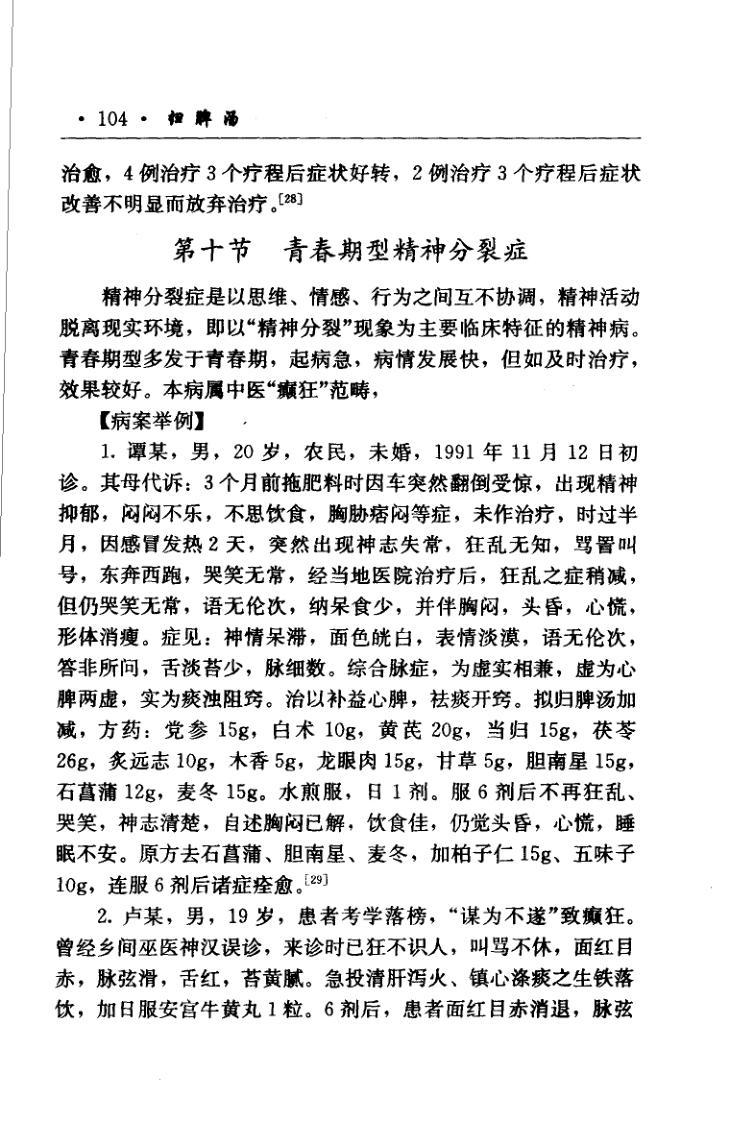 · 104 · 归脾汤
治愈，4 例治疗 3 个疗程后症状好转，2 例治疗 3 个疗程后症状
改善不明显而放弃治疗。[28]
第十节　青春期型精神分裂症
精神分裂症是以思维、情感、行为之间互不协调，精神活动
脱离现实环境，即以“精神分裂”现象为主要临床特征的精神病。
青春期型多发于青春期，起病急，病情发展快，但如及时治疗，
效果较好。本病属中医“癫狂”范畴，
【病案举例】
1. 谭某，男，20 岁，农民，未婚，1991 年 11 月 12 日初
诊。其母代诉：3 个月前拖肥料时因车突然翻倒受惊，出现精神
抑郁，闷闷不乐，不思饮食，胸胁痞闷等症，未作治疗，时过半
月，因感冒发热 2 天，突然出现神志失常，狂乱无知，骂詈叫
号，东奔西跑，哭笑无常，经当地医院治疗后，狂乱之症稍减，
但仍哭笑无常，语无伦次，纳呆食少，并伴胸闷，头昏，心慌，
形体消瘦。症见：神情呆滞，面色㿠白，表情淡漠，语无伦次，
答非所问，舌淡苔少，脉细数。综合脉症，为虚实相兼，虚为心
脾两虚，实为痰浊阻窍。治以补益心脾，祛痰开窍。拟归脾汤加
减，方药：党参 15g，白术 10g，黄芪 20g，当归 15g，茯苓
26g，炙远志 10g，木香 5g，龙眼肉 15g，甘草 5g，胆南星 15g，
石菖蒲 12g，麦冬 15g。水煎服，日 1 剂。服 6 剂后不再狂乱、
哭笑，神志清楚，自述胸闷已解，饮食佳，仍觉头昏，心慌，睡
眠不安。原方去石菖蒲、胆南星、麦冬，加柏子仁 15g、五味子
10g，连服 6 剂后诸症痊愈。[29]
2. 卢某，男，19 岁，患者考学落榜，“谋为不遂”致癫狂。
曾经乡间巫医神汉误诊，来诊时已狂不识人，叫骂不休，面红目
赤，脉弦滑，舌红，苔黄腻。急投清肝泻火、镇心涤痰之生铁落
饮，加日服安宫牛黄丸 1 粒。6 剂后，患者面红目赤消退，脉弦